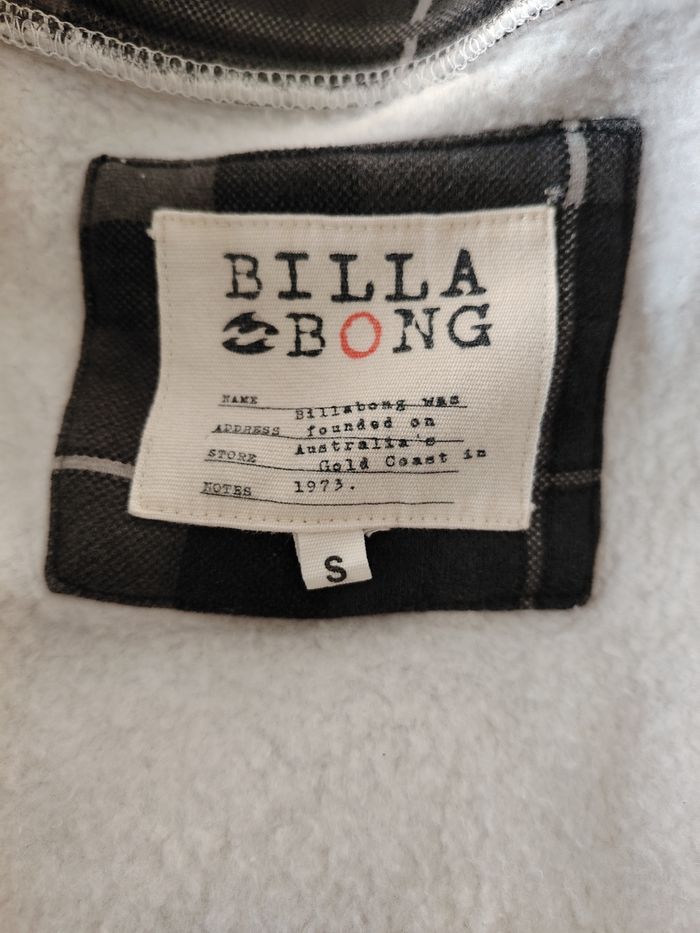 BILLA
BONG
NAME Billabong was
ADDRESS founded on
STORE Australia's
Gold Coast in
NOTES 1973.
S